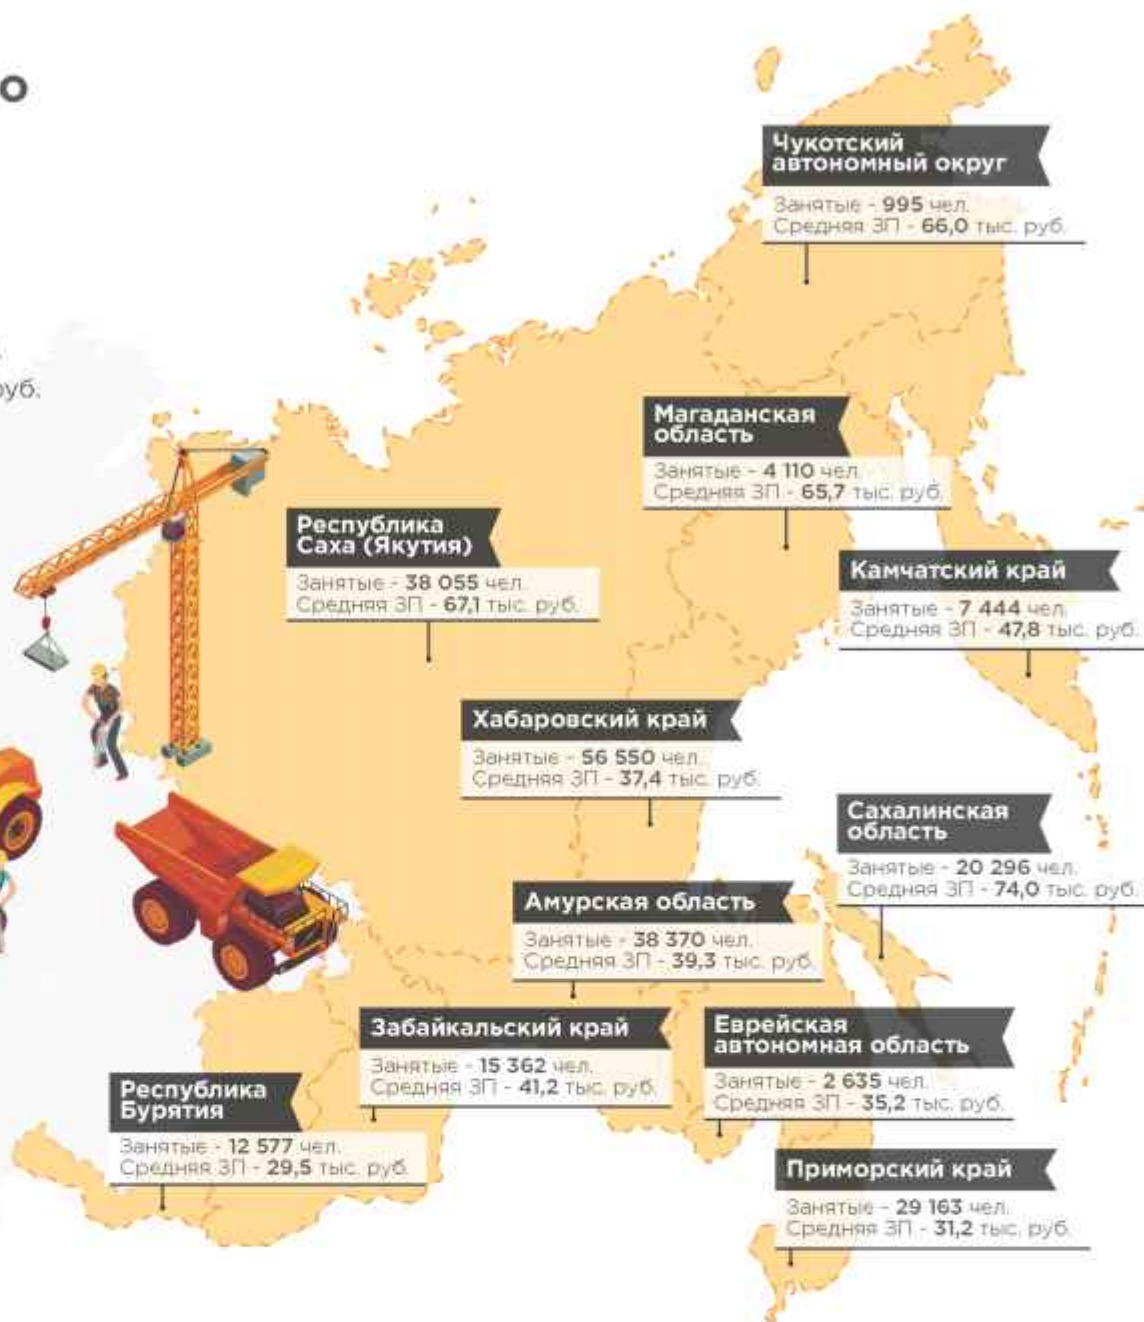 о
руб.
Чукотский
автономный округ
Занятые - 995 чел.
Средняя ЗП - 66,0 тыс. руб.
Магаданская
область
Занятые - 4 110 чел.
Средняя ЗП - 65,7 тыс. руб.
Республика
Саха (Якутия)
Занятые - 38 055 чел.
Средняя ЗП - 67,1 тыс. руб.
Камчатский край
Занятые - 7 444 чел.
Средняя ЗП - 47,8 тыс. руб.
Хабаровский край
Занятые - 56 550 чел.
Средняя ЗП - 37,4 тыс. руб.
Сахалинская
область
Занятые - 20 296 чел.
Средняя ЗП - 74,0 тыс. руб.
Амурская область
Занятые - 38 370 чел.
Средняя ЗП - 39,3 тыс. руб.
Забайкальский край
Занятые - 15 362 чел.
Средняя ЗП - 41,2 тыс. руб.
Еврейская
автономная область
Занятые - 2 635 чел.
Средняя ЗП - 35,2 тыс. руб.
Республика
Бурятия
Занятые - 12 577 чел.
Средняя ЗП - 29,5 тыс. руб.
Приморский край
Занятые - 29 163 чел.
Средняя ЗП - 31,2 тыс. руб.